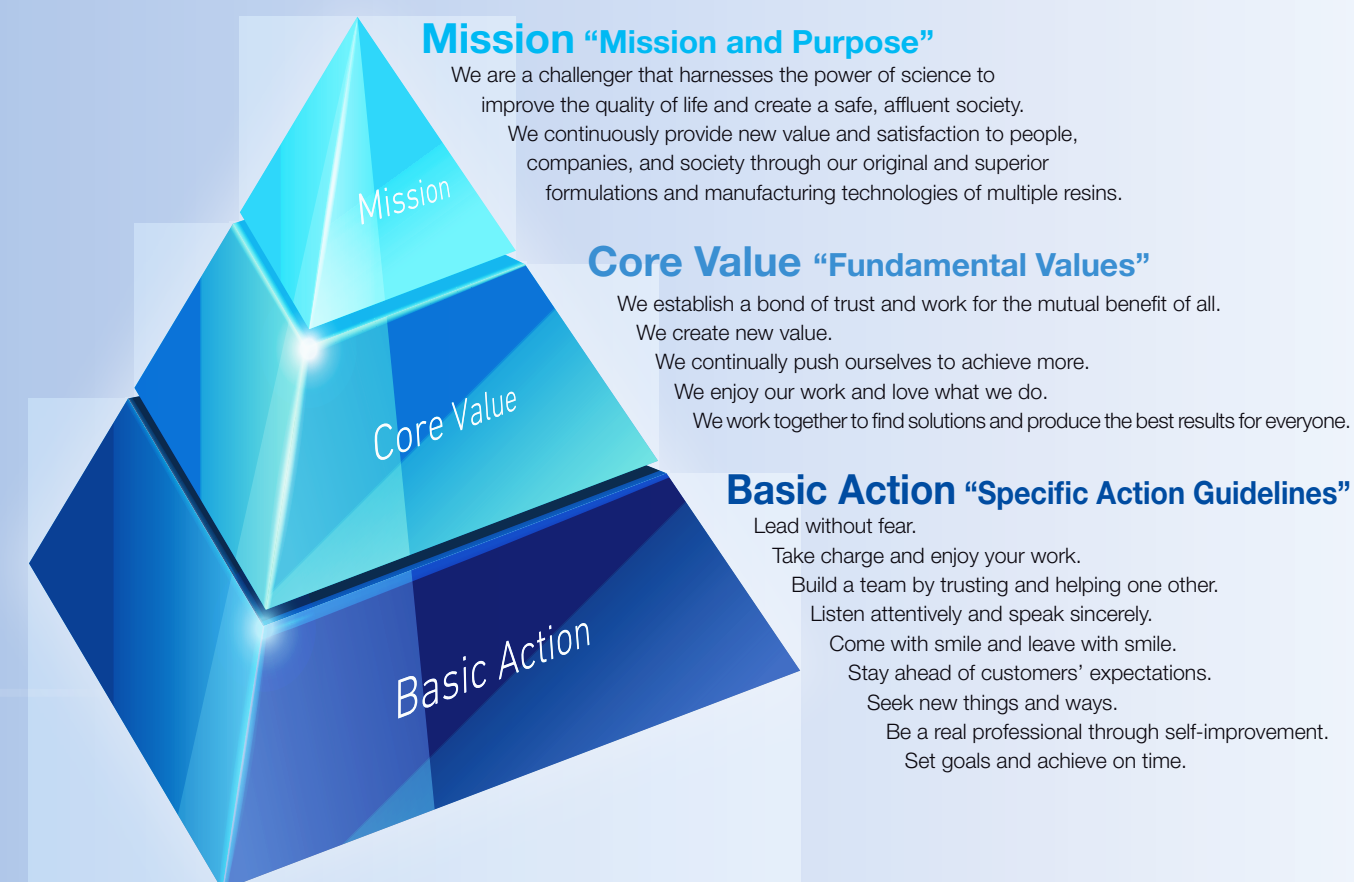 Mission “Mission and Purpose”
We are a challenger that harnesses the power of science to
improve the quality of life and create a safe, affluent society.
We continuously provide new value and satisfaction to people,
companies, and society through our original and superior
formulations and manufacturing technologies of multiple resins.
Mission
Core Value “Fundamental Values”
We establish a bond of trust and work for the mutual benefit of all.
We create new value.
We continually push ourselves to achieve more.
We enjoy our work and love what we do.
We work together to find solutions and produce the best results for everyone.
Core Value
Basic Action “Specific Action Guidelines”
Lead without fear.
Take charge and enjoy your work.
Build a team by trusting and helping one other.
Listen attentively and speak sincerely.
Come with smile and leave with smile.
Stay ahead of customers’ expectations.
Seek new things and ways.
Be a real professional through self-improvement.
Set goals and achieve on time.
Basic Action